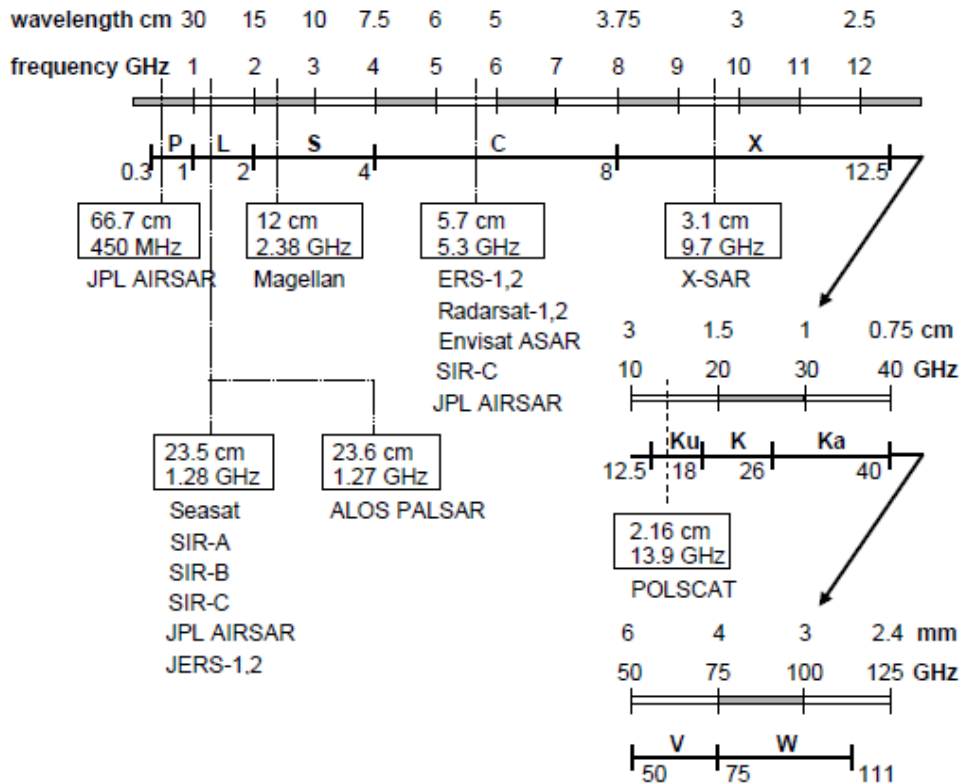 wavelength cm 30 15 10 7.5 6 5 3.75 3 2.5
frequency GHz 1 2 3 4 5 6 7 8 9 10 11 12
P L S C X
0.3 1 2 4 8 12.5
66.7 cm
450 MHz
JPL AIRSAR
12 cm
2.38 GHz
Magellan
5.7 cm
5.3 GHz
ERS-1,2
Radarsat-1,2
Envisat ASAR
SIR-C
JPL AIRSAR
3.1 cm
9.7 GHz
X-SAR
23.5 cm
1.28 GHz
Seasat
SIR-A
SIR-B
SIR-C
JPL AIRSAR
JERS-1,2
23.6 cm
1.27 GHz
ALOS PALSAR
3 1.5 1 0.75 cm
10 20 30 40 GHz
Ku K Ka
12.5 18 26 40
2.16 cm
13.9 GHz
POLSCAT
6 4 3 2.4 mm
50 75 100 125 GHz
V W
50 75 111